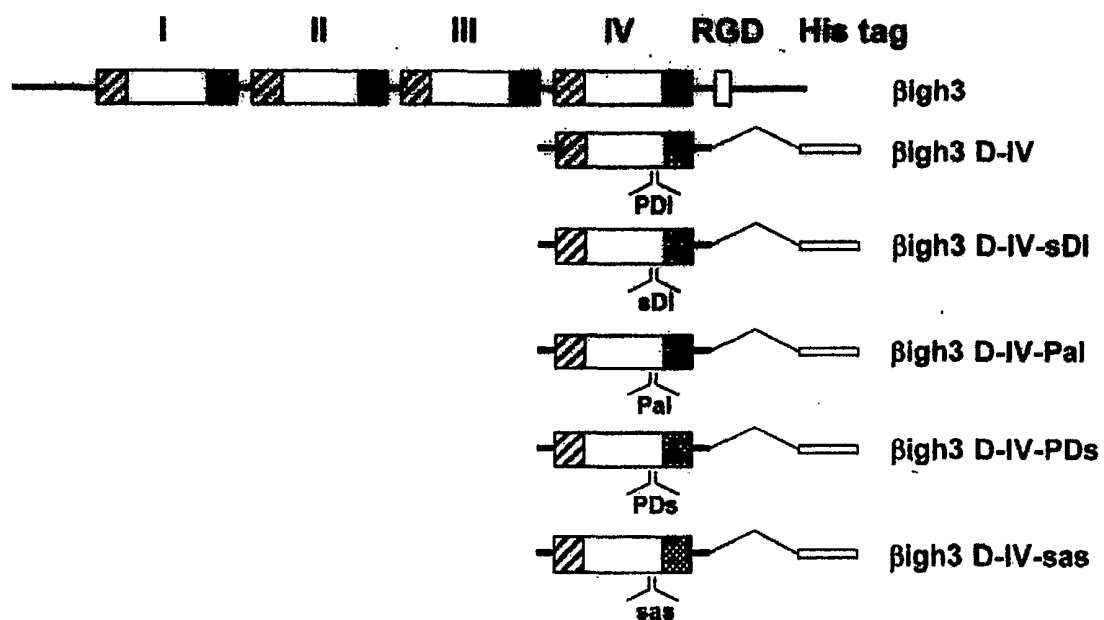 I II III IV RGD His tag
βigh3
βigh3 D-IV
PDI
βigh3 D-IV-sDI
sDI
βigh3 D-IV-PaI
PaI
βigh3 D-IV-PDs
PDs
βigh3 D-IV-sas
sas